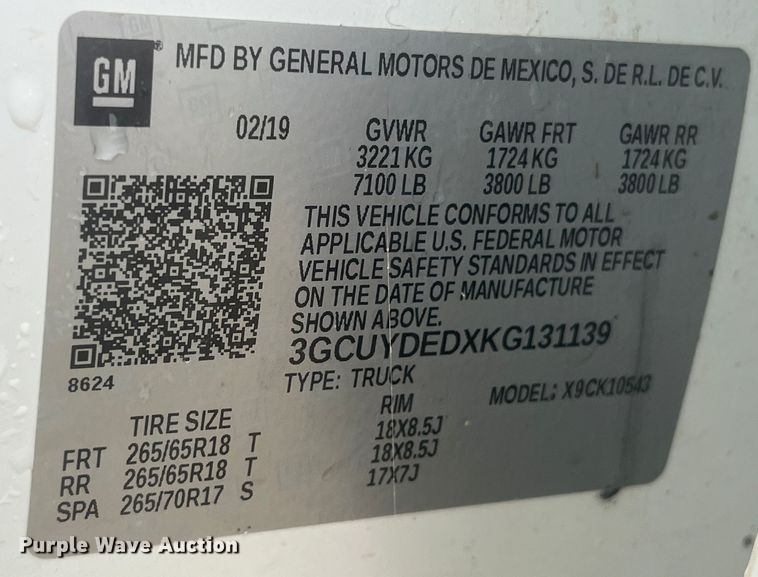 GM
MFD BY GENERAL MOTORS DE MEXICO, S. DE R.L. DE C.V.
02/19 GVWR GAWR FRT GAWR RR
3221 KG 1724 KG 1724 KG
7100 LB 3800 LB 3800 LB
THIS VEHICLE CONFORMS TO ALL
APPLICABLE U.S. FEDERAL MOTOR
VEHICLE SAFETY STANDARDS IN EFFECT
ON THE DATE OF MANUFACTURE
SHOWN ABOVE.
3GCUYDEDXKG131139
8624
TYPE: TRUCK MODEL: X9CK10543
TIRE SIZE RIM
FRT 265/65R18 T 18X8.5J
RR 265/65R18 T 18X8.5J
SPA 265/70R17 S 17X7J
Purple Wave Auction